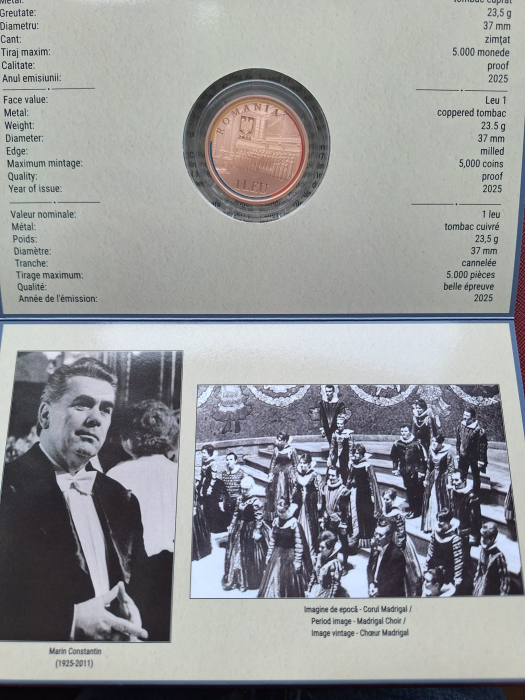 Metal: tombac cuprat
Greutate: 23,5 g
Diametru: 37 mm
Cant: zimțat
Tiraj maxim: 5.000 monede
Calitate: proof
Anul emisiunii: 2025
Face value: Leu 1
Metal: coppered tombac
Weight: 23.5 g
Diameter: 37 mm
Edge: milled
Maximum mintage: 5,000 coins
Quality: proof
Year of issue: 2025
Valeur nominale: 1 leu
Métal: tombac cuivré
Poids: 23,5 g
Diamètre: 37 mm
Tranche: cannelée
Tirage maximum: 5.000 pièces
Qualité: belle épreuve
Année de l'émission: 2025
ROMANIA
1 LEU
Marin Constantin
(1925-2011)
Imagine de epocă - Corul Madrigal /
Period image - Madrigal Choir /
Image vintage - Chœur Madrigal